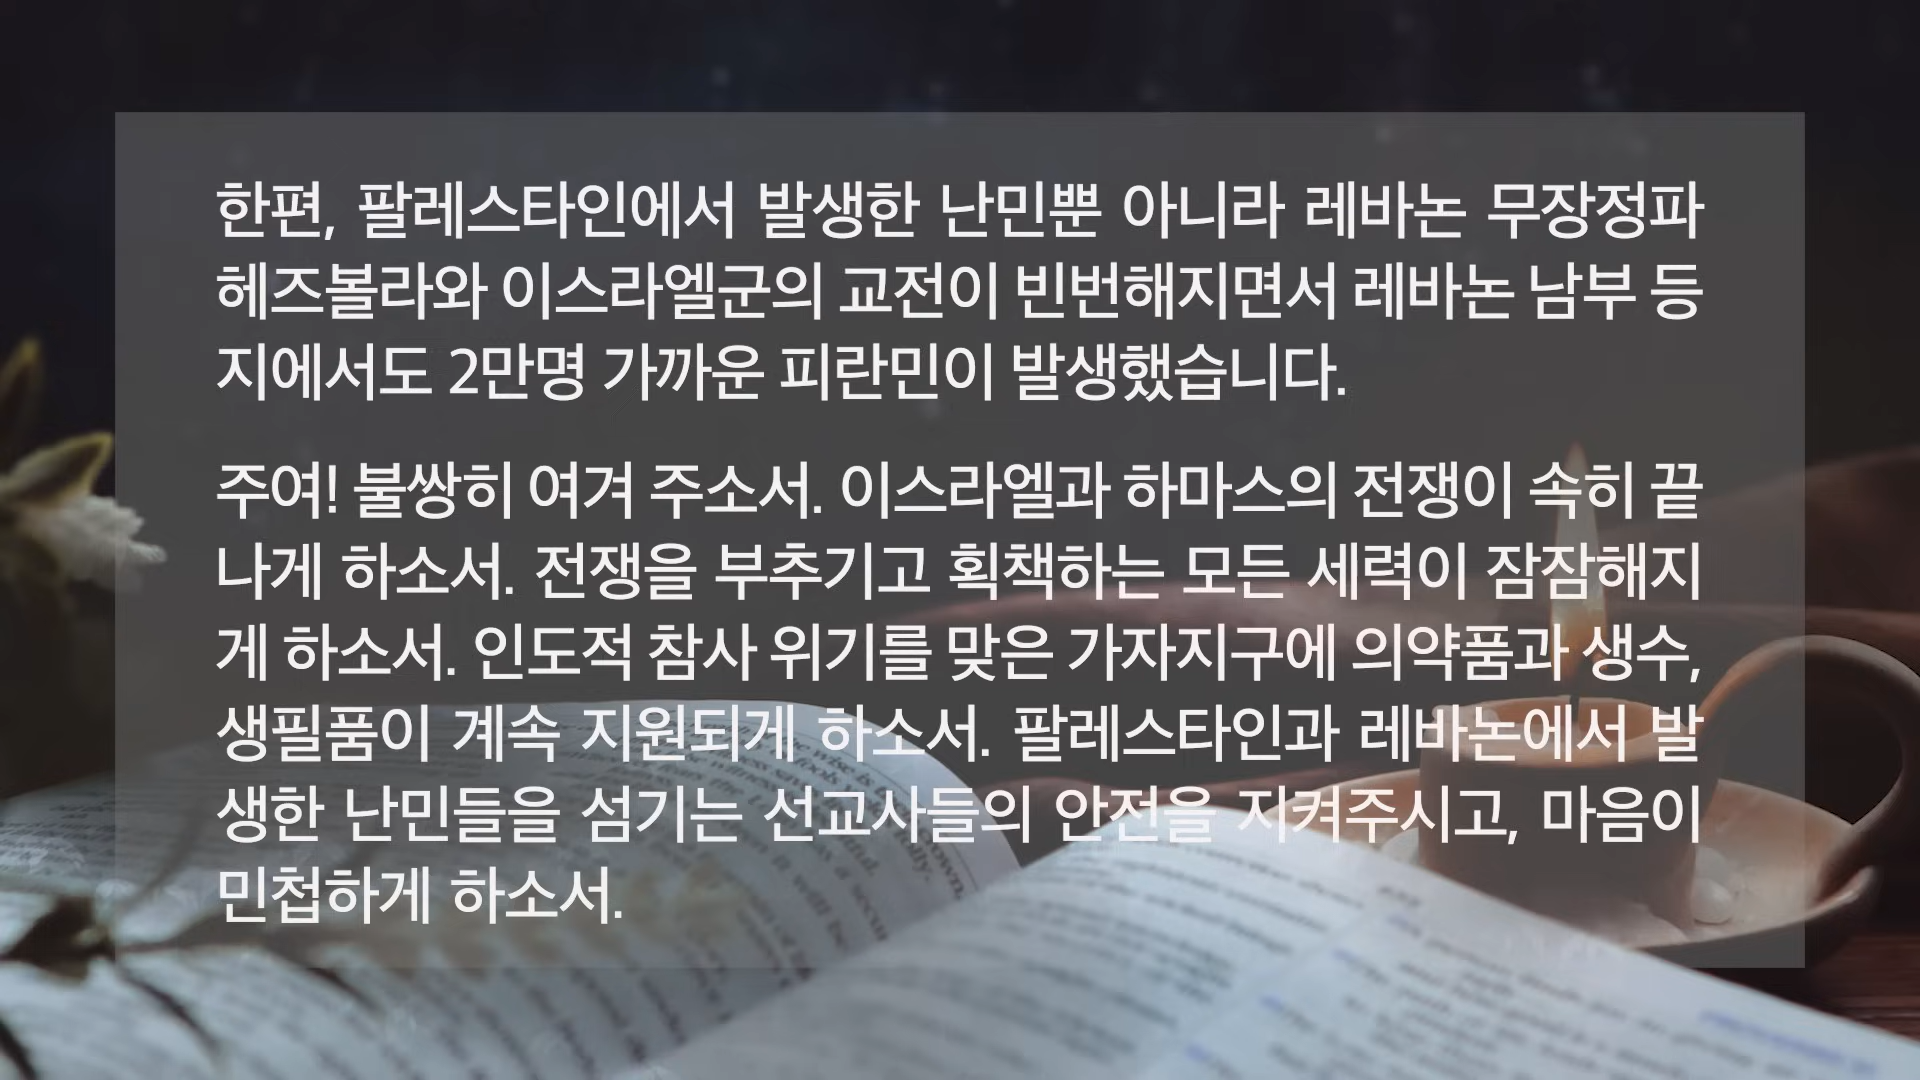 한편, 팔레스타인에서 발생한 난민뿐 아니라 레바논 무장정파
헤즈볼라와 이스라엘군의 교전이 빈번해지면서 레바논 남부 등
지에서도 2만명 가까운 피란민이 발생했습니다.
주여! 불쌍히 여겨 주소서. 이스라엘과 하마스의 전쟁이 속히 끝
나게 하소서. 전쟁을 부추기고 획책하는 모든 세력이 잠잠해지
게 하소서. 인도적 참사 위기를 맞은 가자지구에 의약품과 생수,
생필품이 계속 지원되게 하소서. 팔레스타인과 레바논에서 발
생한 난민들을 섬기는 선교사들의 안전을 지켜주시고, 마음이
민첩하게 하소서.